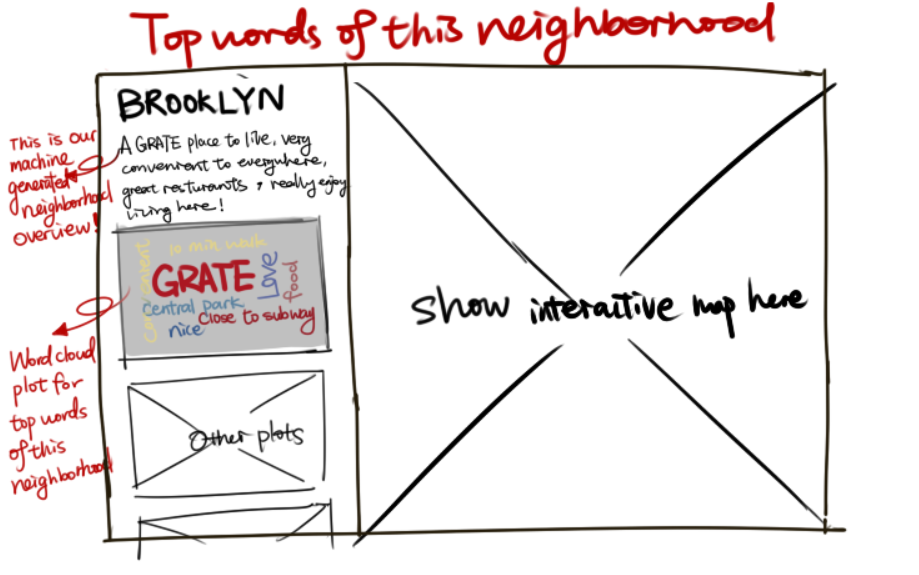 Top words of this neighborhood
BROOKLYN
A GRATE place to live, very
convenrent to everywhere,
great resturants, really enjoy
living here!
This is our
machine
generated
neighborhood
overview!
convenrent
10 min walk
GRATE
Love
food
central park
Close to subway
nice
Word cloud
plot for
top words
of this
neighborhood
Other plots
Show interaitive map here